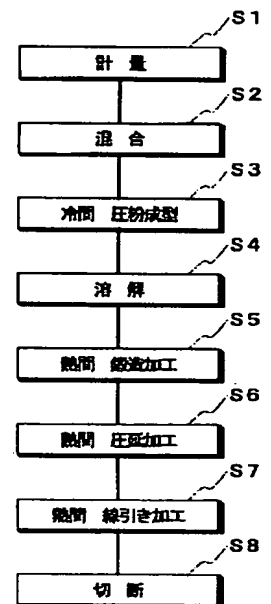 S1
計 量
S2
混 合
S3
冷間 圧粉成型
S4
溶 解
S5
熱間 鍛造加工
S6
熱間 圧延加工
S7
熱間 線引き加工
S8
切 断